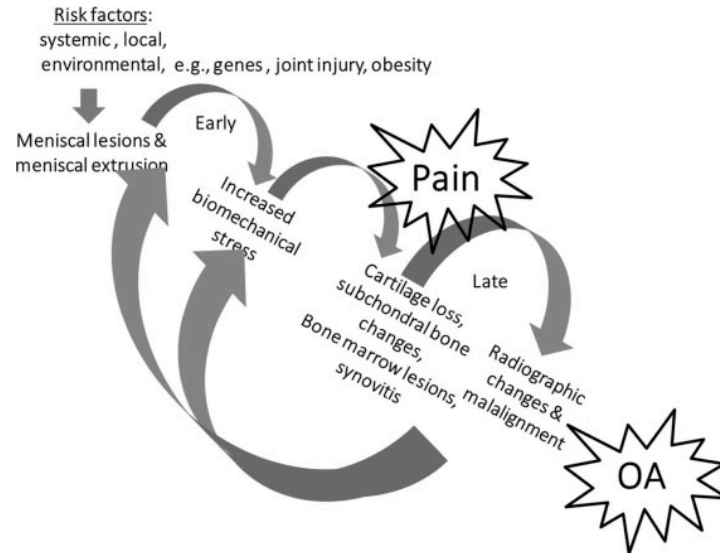 Risk factors:
systemic , local,
environmental, e.g., genes , joint injury, obesity
Meniscal lesions &
meniscal extrusion
Early
Increased
biomechanical
stress
Pain
Cartilage loss,
subchondral bone
changes,
Bone marrow lesions,
synovitis
Late
Radiographic
changes &
malalignment
OA